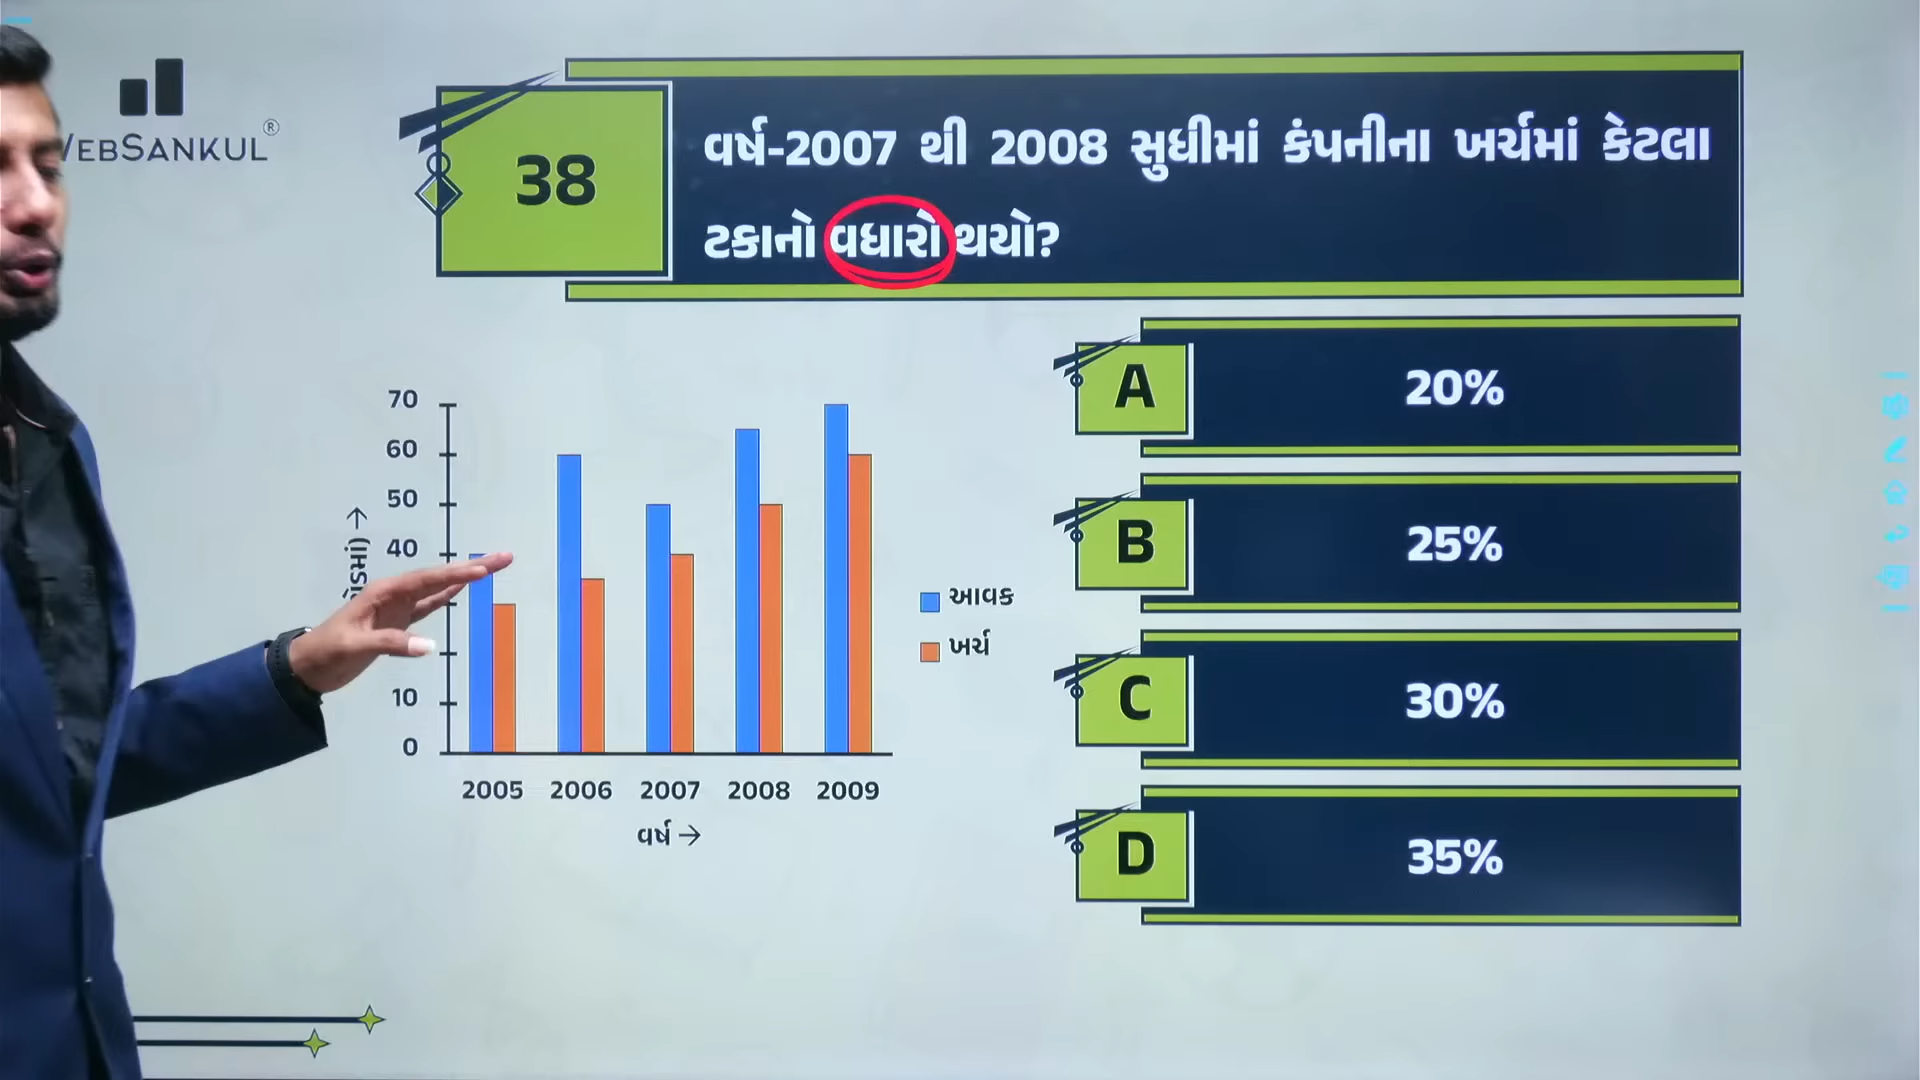 WEBSANKUL®
38
વર્ષ-2007 થી 2008 સુધીમાં કંપનીના ખર્ચમાં કેટલા
ટકાનો વધારો થયો?
70
60
50
40
10
0
2005 2006 2007 2008 2009
વર્ષ →
આવક
ખર્ચ
A 20%
B 25%
C 30%
D 35%